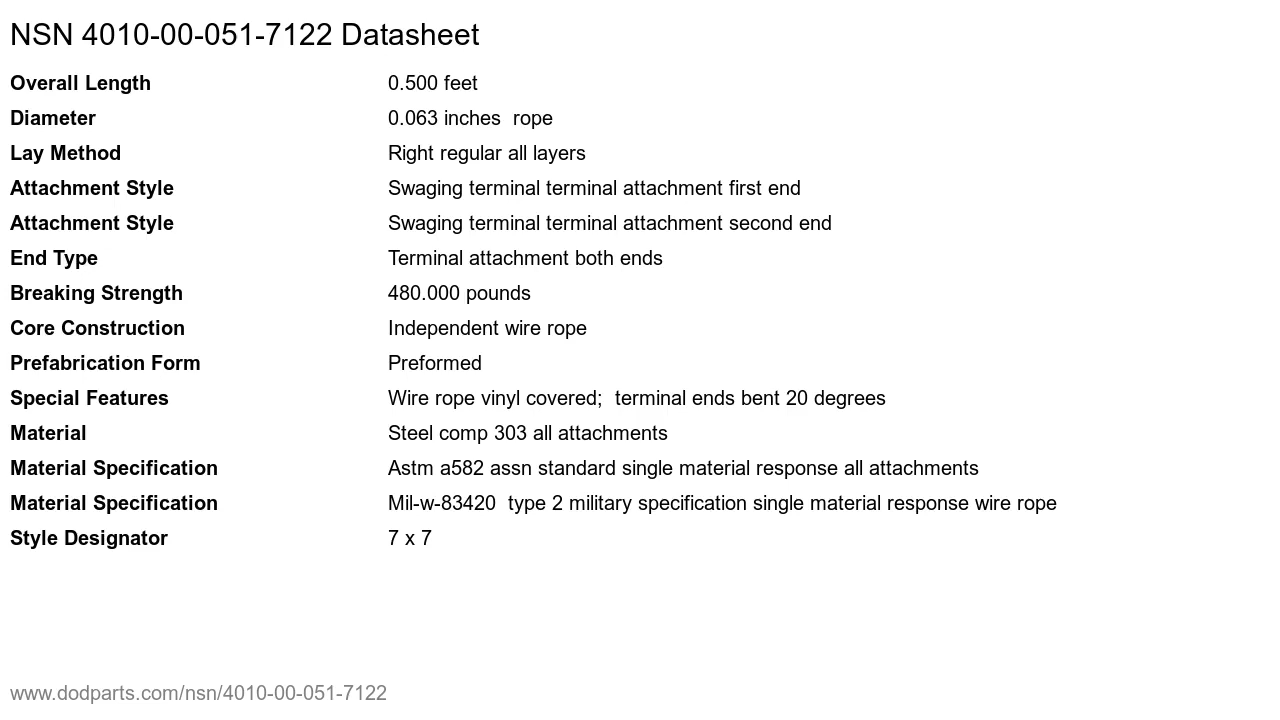 NSN 4010-00-051-7122 Datasheet
Overall Length 0.500 feet
Diameter 0.063 inches  rope
Lay Method Right regular all layers
Attachment Style Swaging terminal terminal attachment first end
Attachment Style Swaging terminal terminal attachment second end
End Type Terminal attachment both ends
Breaking Strength 480.000 pounds
Core Construction Independent wire rope
Prefabrication Form Preformed
Special Features Wire rope vinyl covered;  terminal ends bent 20 degrees
Material Steel comp 303 all attachments
Material Specification Astm a582 assn standard single material response all attachments
Material Specification Mil-w-83420  type 2 military specification single material response wire rope
Style Designator 7 x 7
www.dodparts.com/nsn/4010-00-051-7122